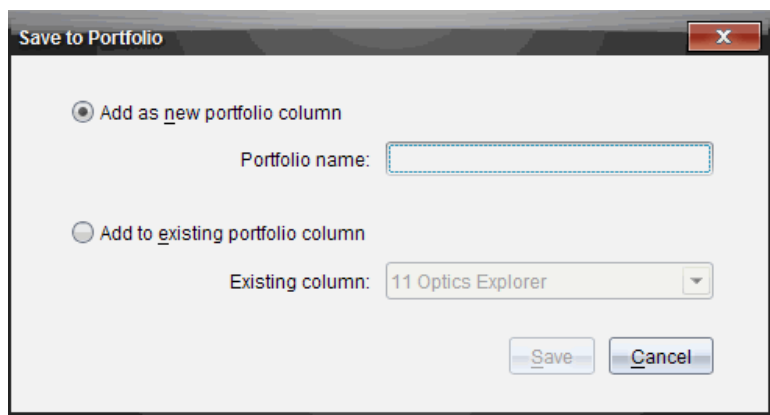 Save to Portfolio
Add as new portfolio column
Portfolio name:
Add to existing portfolio column
Existing column: 11 Optics Explorer
Save Cancel